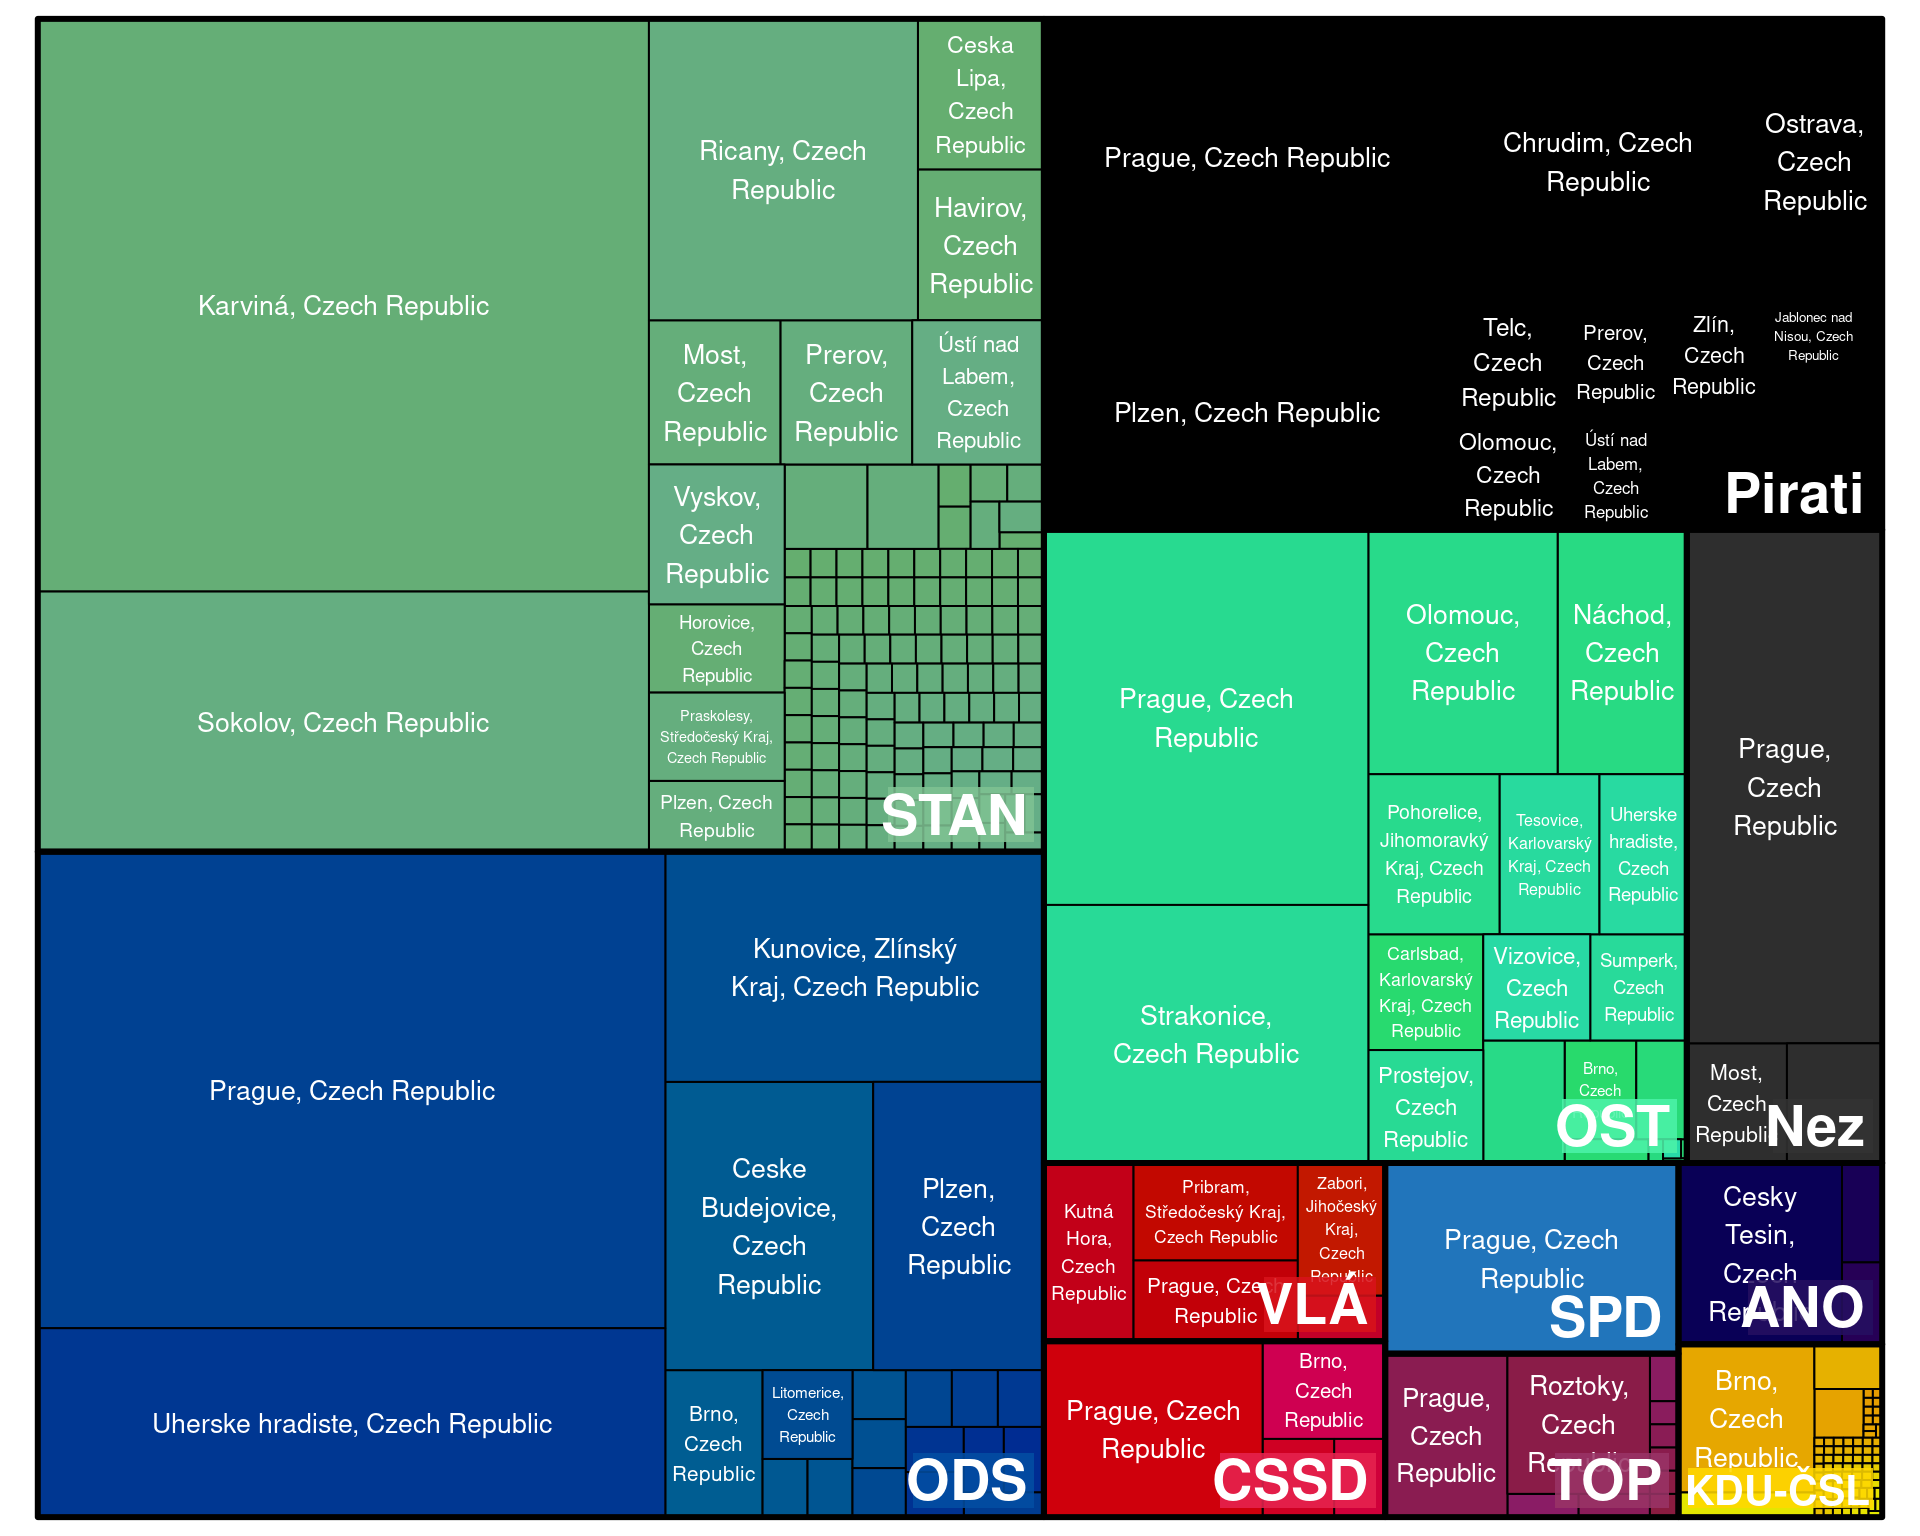 Karviná, Czech Republic
Sokolov, Czech Republic
Ricany, Czech
Republic
Ceska
Lipa,
Czech
Republic
Havirov,
Czech
Republic
Most,
Czech
Republic
Prerov,
Czech
Republic
Ústí nad
Labem,
Czech
Republic
Vyskov,
Czech
Republic
Horovice,
Czech
Republic
Praskolesy,
Středočeský Kraj,
Czech Republic
Plzen, Czech
Republic
STAN
Prague, Czech Republic
Uherske hradiste, Czech Republic
Kunovice, Zlínský
Kraj, Czech Republic
Ceske
Budejovice,
Czech
Republic
Plzen,
Czech
Republic
Brno,
Czech
Republic
Litomerice,
Czech
Republic
ODS
Prague, Czech Republic
Plzen, Czech Republic
Chrudim, Czech
Republic
Ostrava,
Czech
Republic
Telc,
Czech
Republic
Prerov,
Czech
Republic
Zlín,
Czech
Republic
Jablonec nad
Nisou, Czech
Republic
Olomouc,
Czech
Republic
Ústí nad
Labem,
Czech
Republic
Pirati
Prague, Czech
Republic
Strakonice,
Czech Republic
Olomouc,
Czech
Republic
Náchod,
Czech
Republic
Pohorelice,
Jihomoravký
Kraj, Czech
Republic
Tesovice,
Karlovarský
Kraj, Czech
Republic
Uherske
hradiste,
Czech
Republic
Carlsbad,
Karlovarský
Kraj, Czech
Republic
Vizovice,
Czech
Republic
Sumperk,
Czech
Republic
Prostejov,
Czech
Republic
Brno,
Czech
OST
Prague,
Czech
Republic
Most,
Czech
Republic
Nez
Kutná
Hora,
Czech
Republic
Pribram,
Středočeský Kraj,
Czech Republic
Prague, Czech
Republic
Zabori,
Jihočeský
Kraj,
Czech
Republic
VLÁ
Prague, Czech
Republic
SPD
Cesky
Tesin,
Czech
Republic
ANO
Prague, Czech
Republic
Brno,
Czech
Republic
CSSD
Prague,
Czech
Republic
Roztoky,
Czech
Republic
TOP
Brno,
Czech
Republic
KDU-ČSL